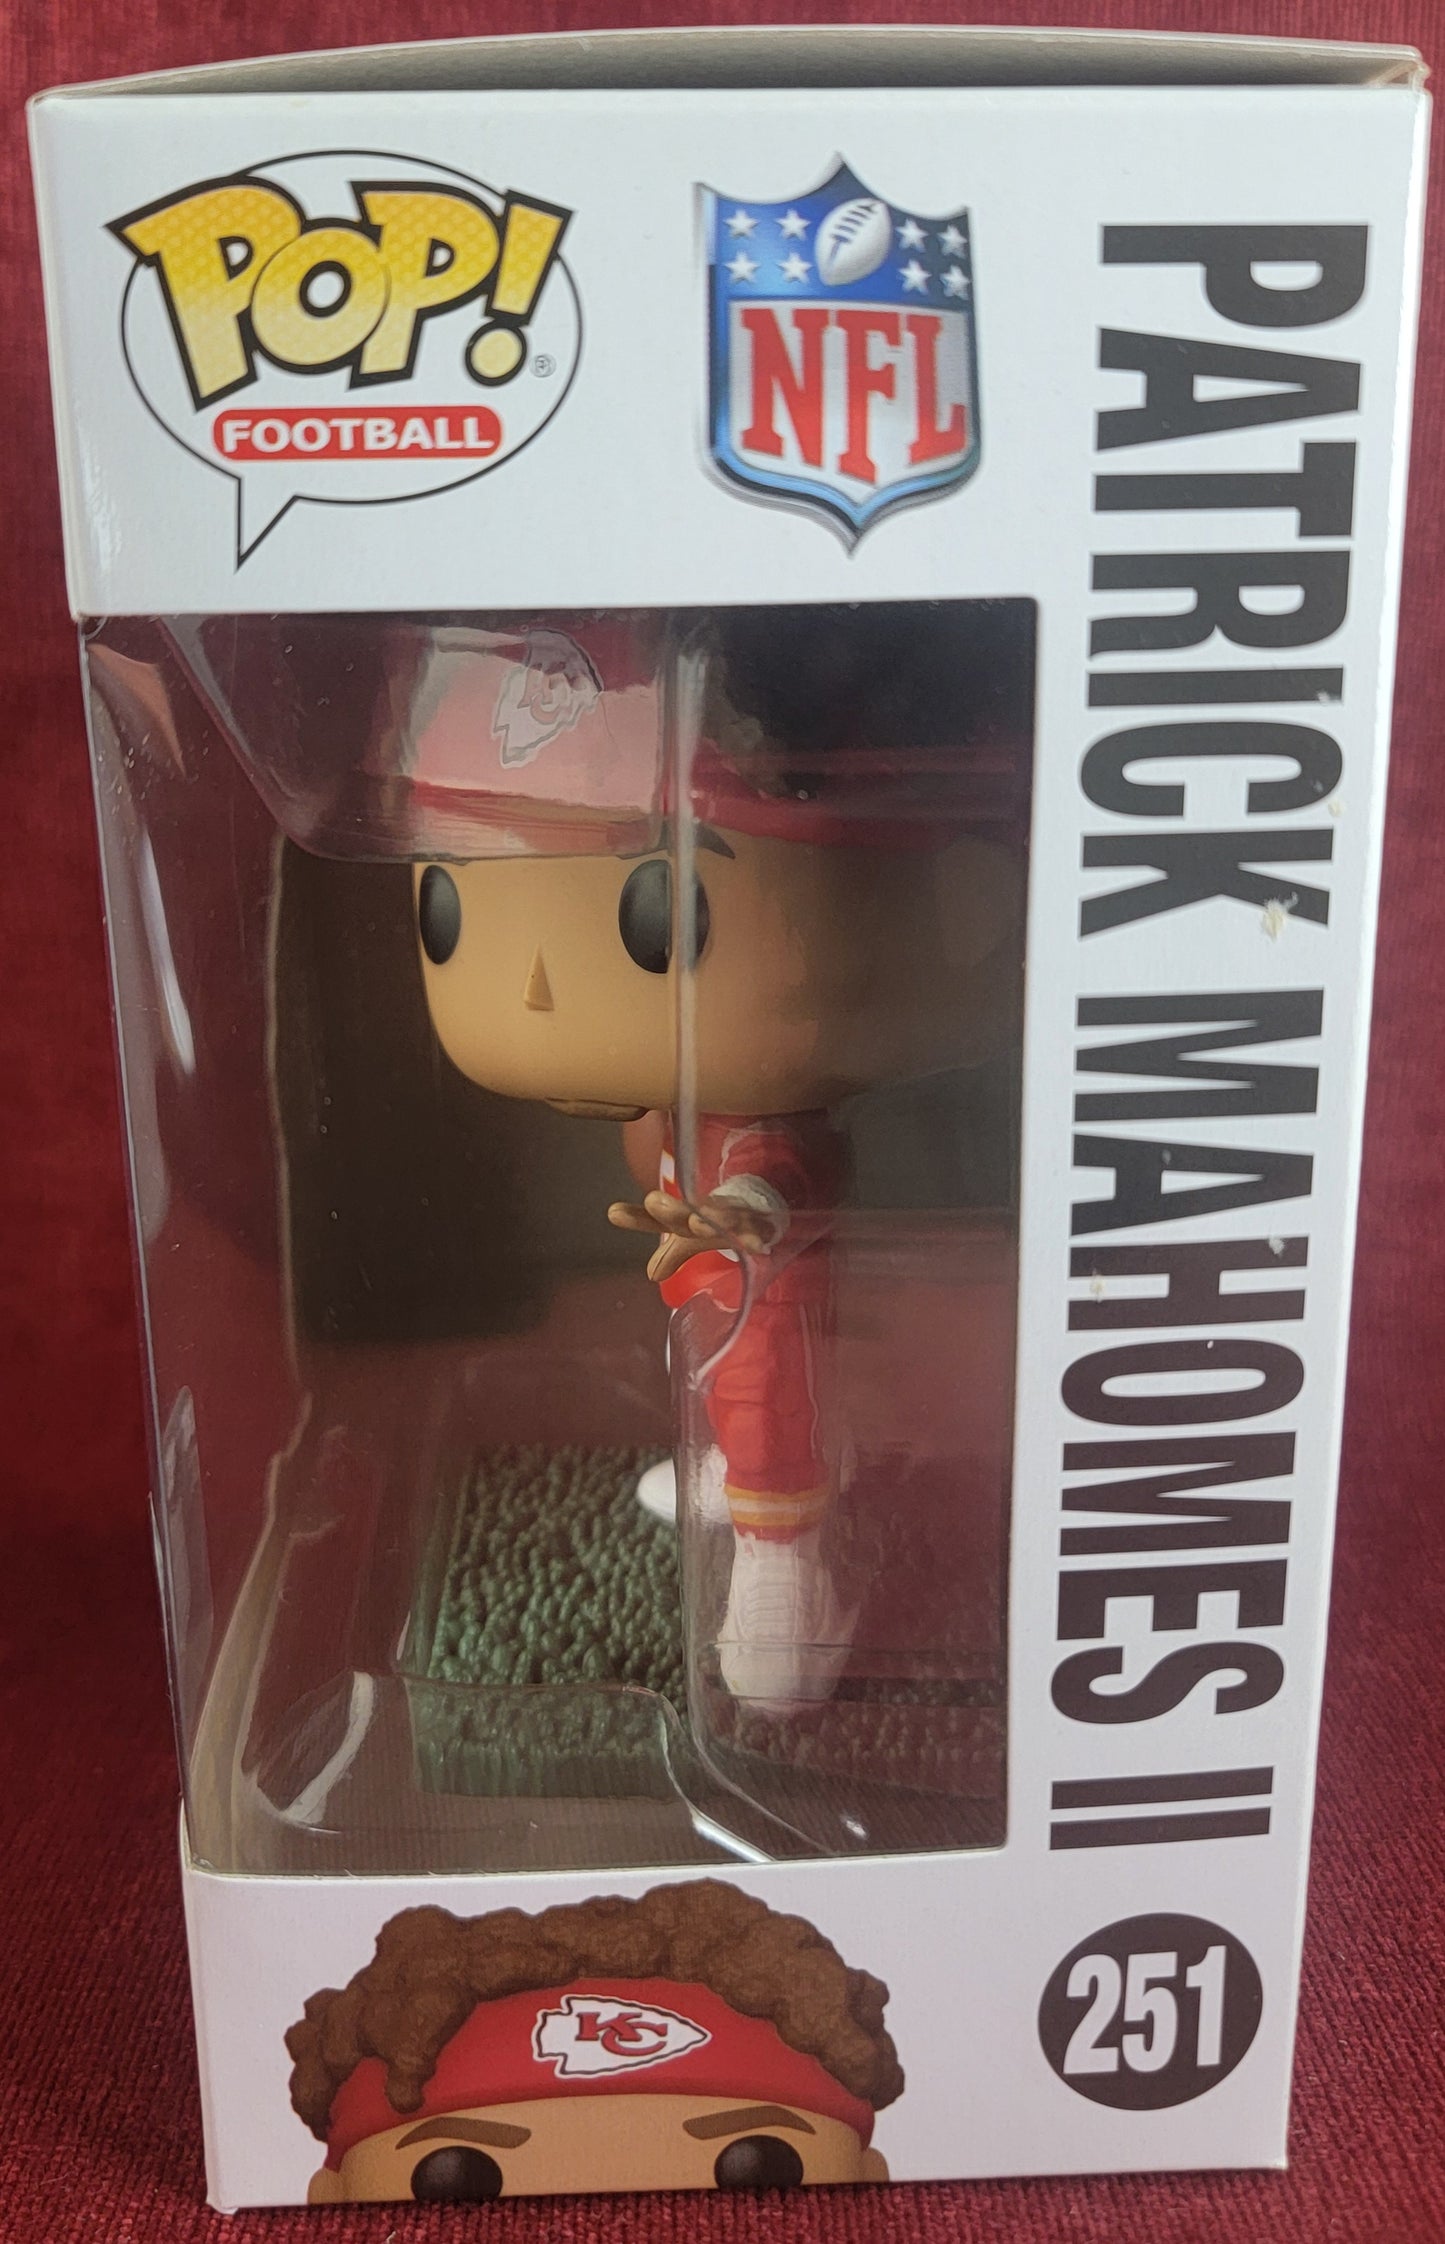 POP!
®
FOOTBALL
NFL
PATRICK MAHOMES II
251
KC